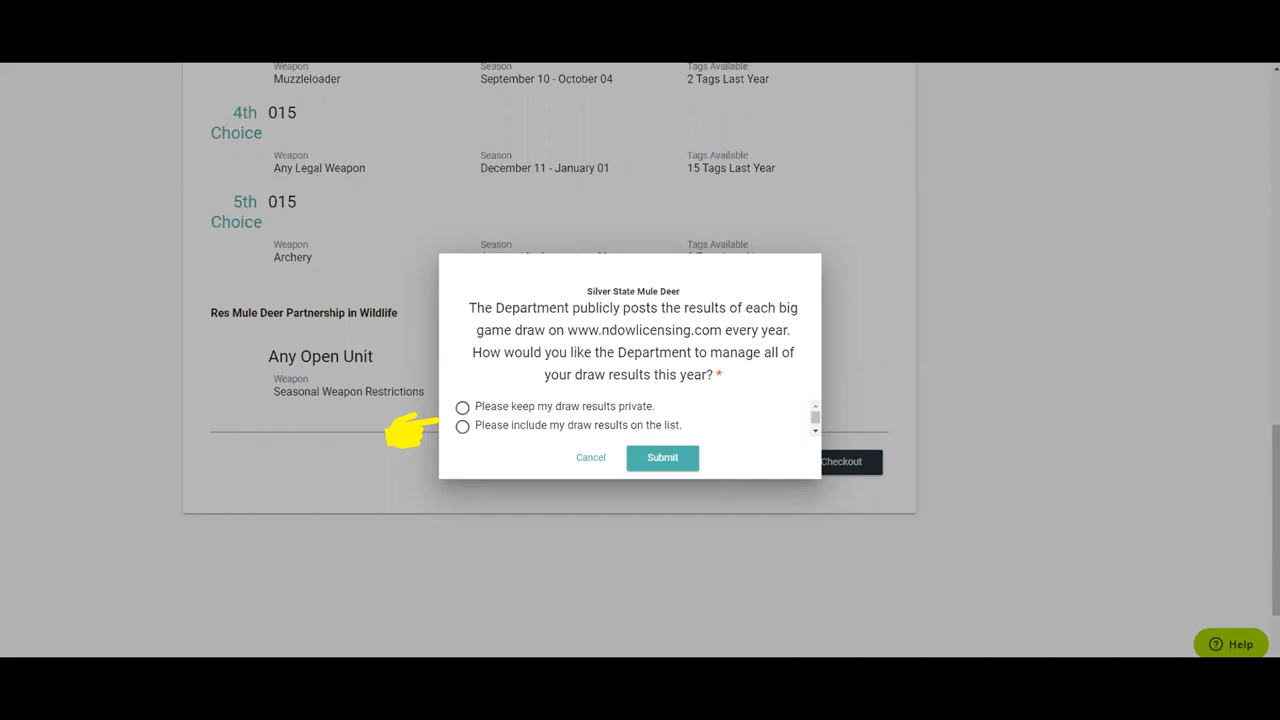 Weapon Season Tags Available
Muzzleloader September 10 - October 04 2 Tags Last Year
4th Choice 015
Weapon Season Tags Available
Any Legal Weapon December 11 - January 01 15 Tags Last Year
5th Choice 015
Weapon Season Tags Available
Archery
Silver State Mule Deer
The Department publicly posts the results of each big
game draw on www.ndowlicensing.com every year.
How would you like the Department to manage all of
your draw results this year? *
Please keep my draw results private.
Please include my draw results on the list.
Cancel Submit
Res Mule Deer Partnership in Wildlife
Any Open Unit
Weapon
Seasonal Weapon Restrictions
Checkout
Help